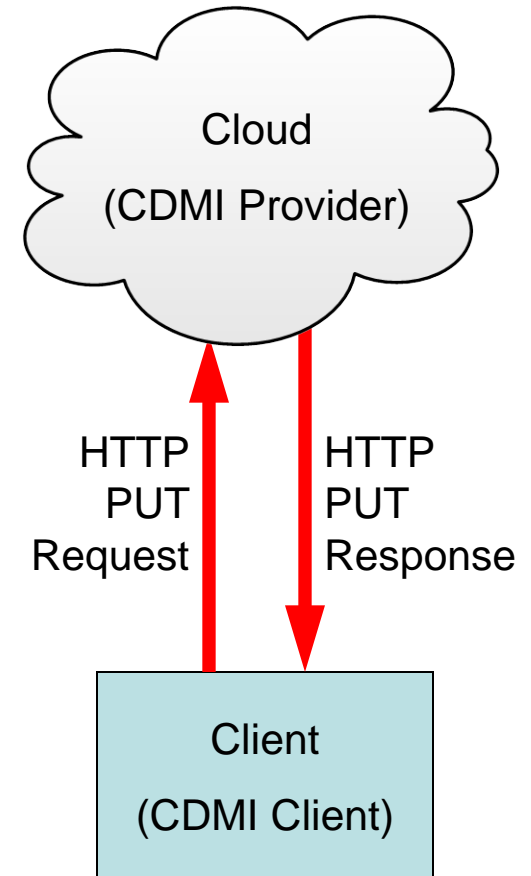 Cloud
(CDMI Provider)
HTTP
PUT
Request
HTTP
PUT
Response
Client
(CDMI Client)